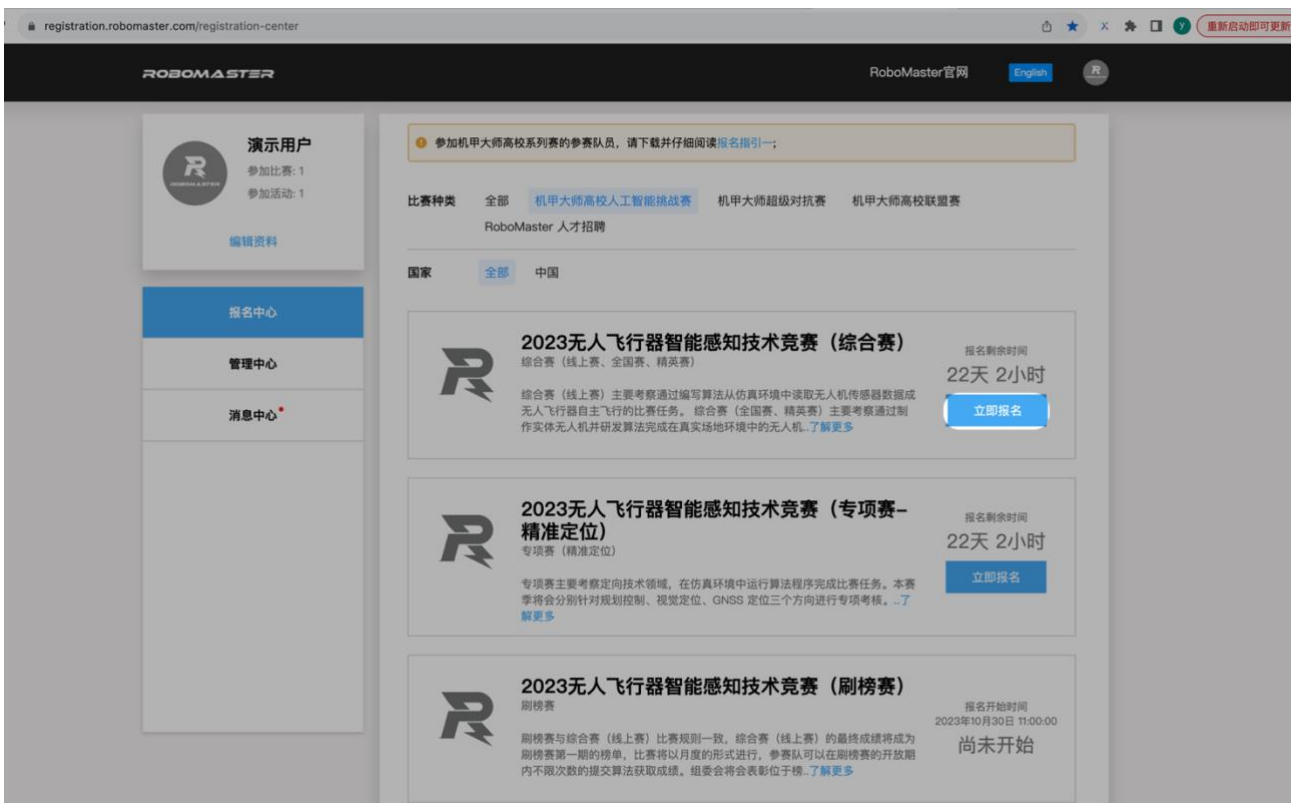 registration.robomaster.com/registration-center
重新启动即可更新
ROBOMASTER
RoboMaster官网
English
R
演示用户
参加比赛: 1
参加活动: 1
编辑资料
报名中心
管理中心
消息中心
参加机甲大师高校系列赛的参赛队员，请下载并仔细阅读报名指引一;
比赛种类 全部 机甲大师高校人工智能挑战赛 机甲大师超级对抗赛 机甲大师高校联盟赛
RoboMaster 人才招聘
国家 全部 中国
2023无人飞行器智能感知技术竞赛（综合赛）
综合赛（线上赛、全国赛、精英赛）
综合赛（线上赛）主要考察通过编写算法从仿真环境中读取无人机传感器数据成
无人飞行器自主飞行的比赛任务。 综合赛（全国赛、精英赛）主要考察通过制
作实体无人机并研发算法完成在真实场地环境中的无人机..了解更多
报名剩余时间
22天 2小时
立即报名
2023无人飞行器智能感知技术竞赛（专项赛-
精准定位）
专项赛（精准定位）
专项赛主要考察定向技术领域，在仿真环境中运行算法程序完成比赛任务。本赛
季将会分别针对规划控制、视觉定位、GNSS 定位三个方向进行专项考核。..了
解更多
报名剩余时间
22天 2小时
立即报名
2023无人飞行器智能感知技术竞赛（刷榜赛）
刷榜赛
刷榜赛与综合赛（线上赛）比赛规则一致，综合赛（线上赛）的最终成绩将成为
刷榜赛第一期的榜单，比赛将以月度的形式进行，参赛队可以在刷榜赛的开放期
内不限次数的提交算法获取成绩。组委会将会表彰位于榜..了解更多
报名开始时间
2023年10月30日 11:00:00
尚未开始